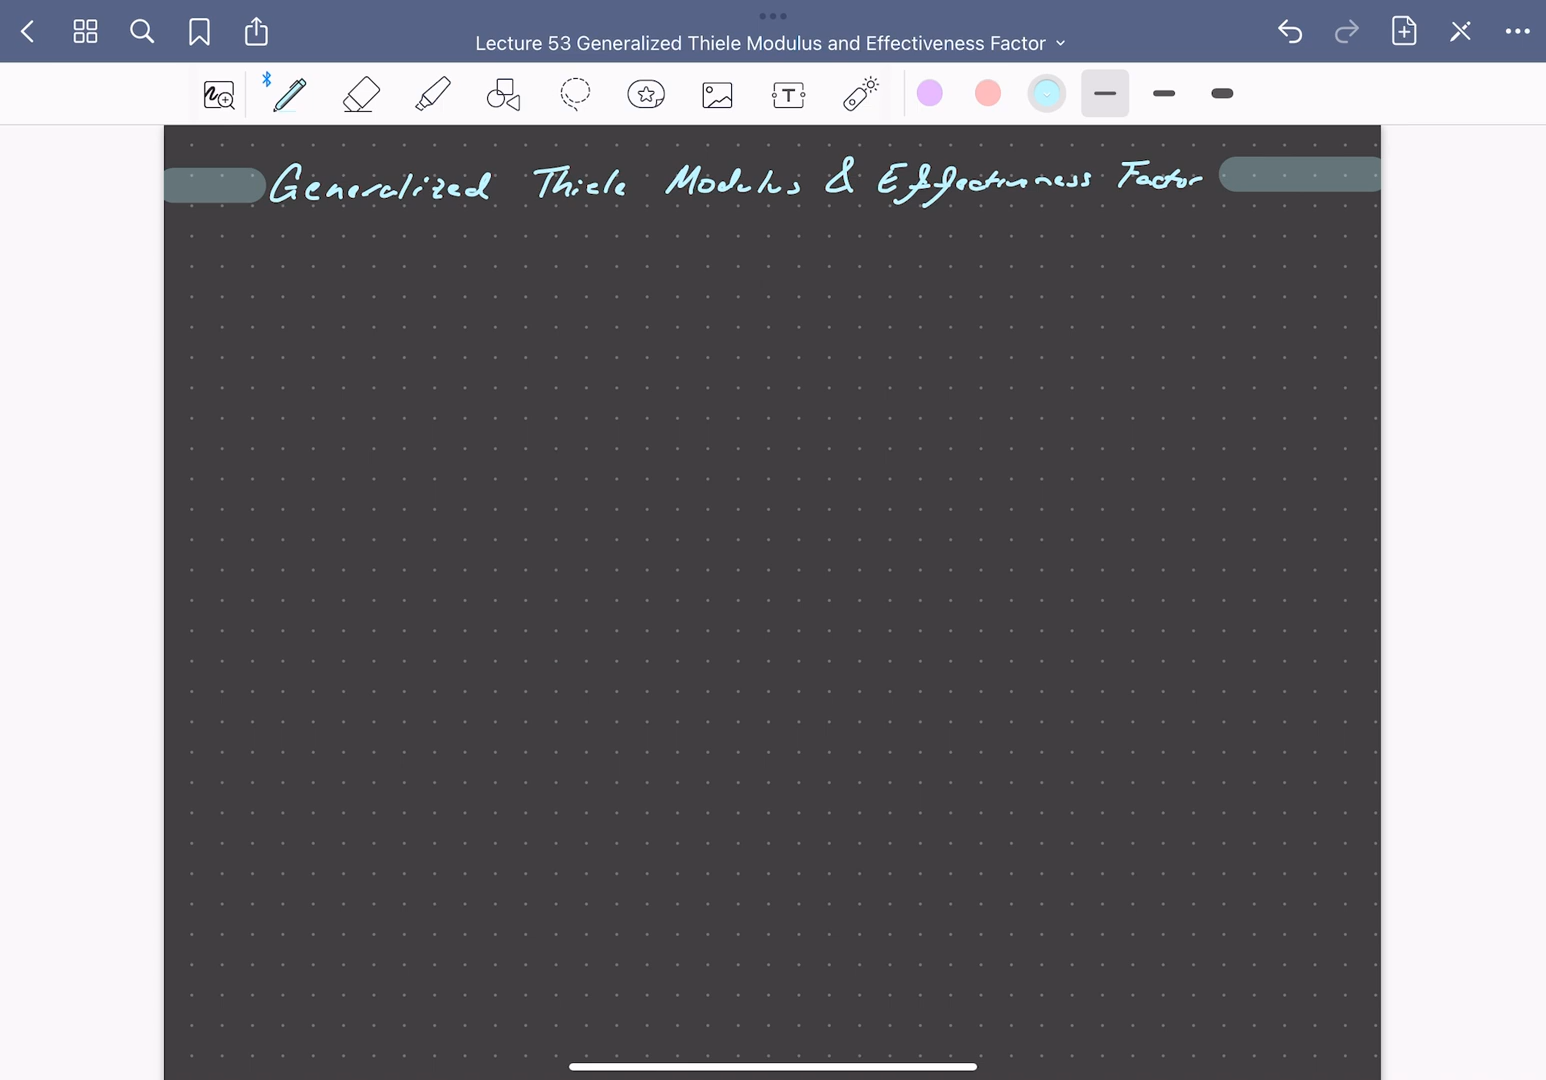 Lecture 53 Generalized Thiele Modulus and Effectiveness Factor
T
Generalized Thiele Modulus & Effectiveness Factor